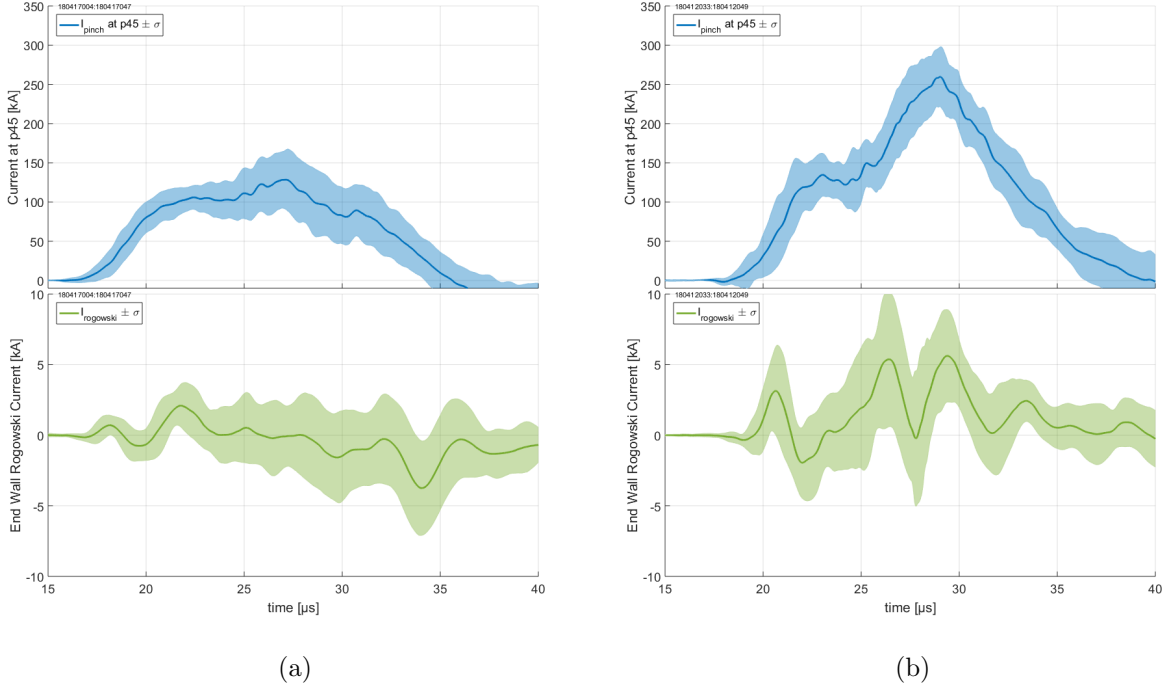 180417004:180417047
I_pinch at p45 ± σ
350
300
250
200
150
100
50
0
Current at p45 [kA]
180417004:180417047
I_rogowski ± σ
10
5
0
-5
-10
End Wall Rogowski Current [kA]
15 20 25 30 35 40
time [µs]
(a)
180412033:180412049
I_pinch at p45 ± σ
350
300
250
200
150
100
50
0
Current at p45 [kA]
180412033:180412049
I_rogowski ± σ
10
5
0
-5
-10
End Wall Rogowski Current [kA]
15 20 25 30 35 40
time [µs]
(b)